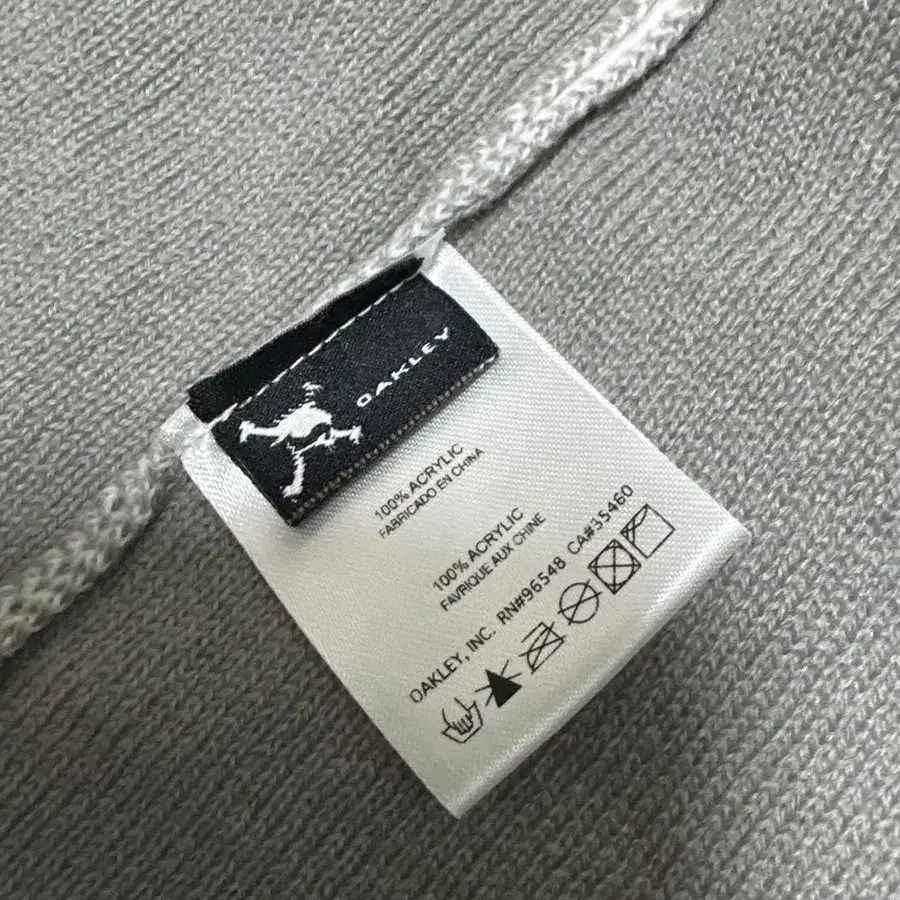 OAKLEY
100% ACRYLIC
FABRICADO EN CHINA
100% ACRYLIC
FAVRIQUE AUX CHINE
OAKLEY, INC. RN#96548 CA#35460